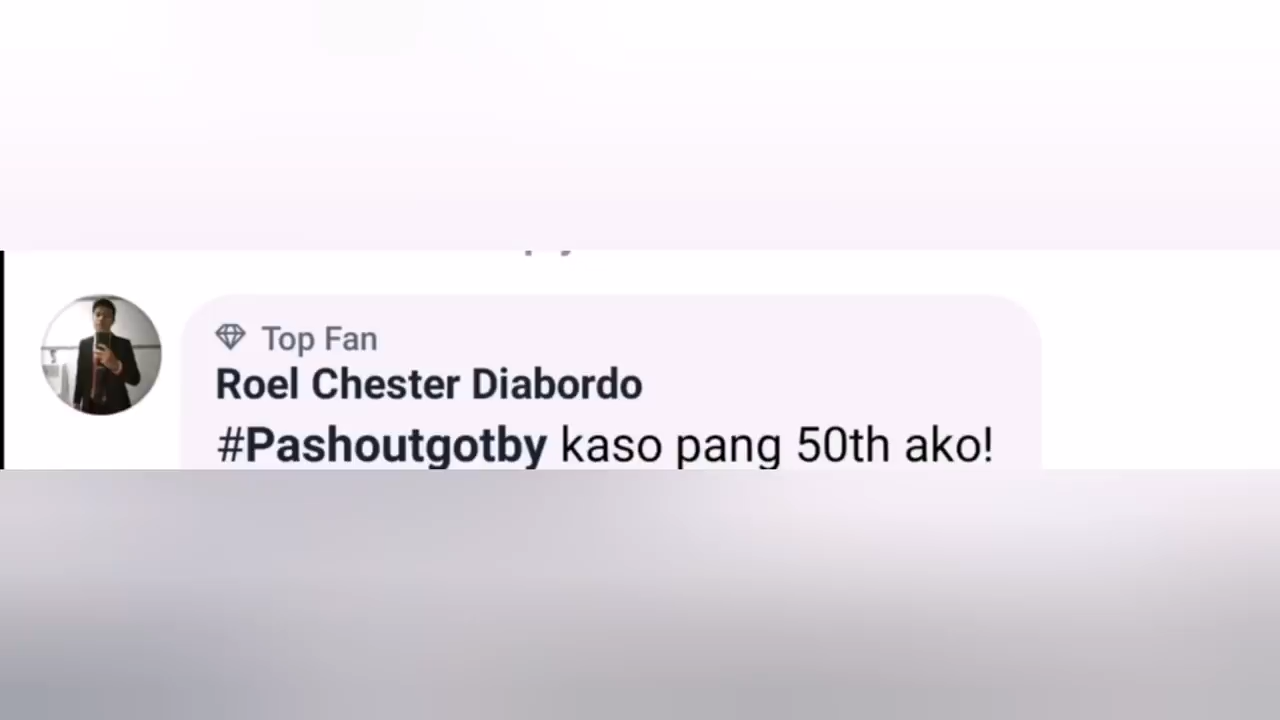 Top Fan
Roel Chester Diabordo
#Pashoutgotby kaso pang 50th ako!